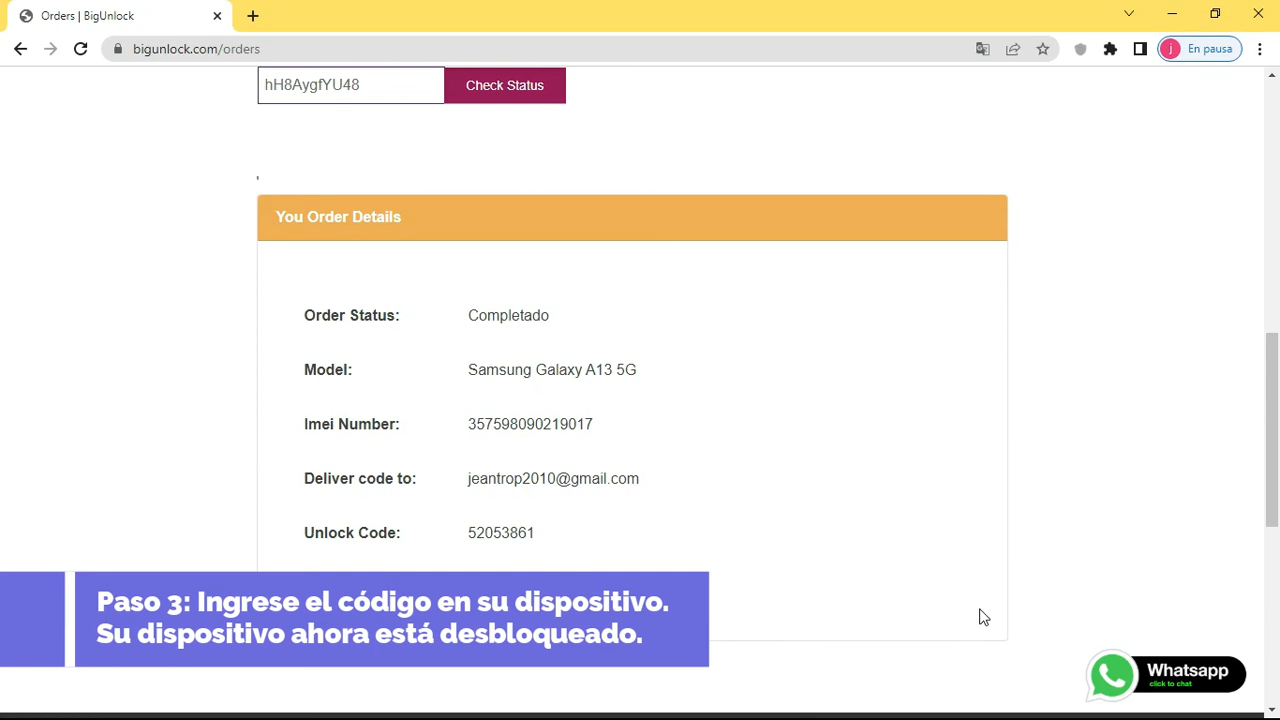 Orders | BigUnlock
bigunlock.com/orders
j En pausa
hH8AygfYU48
Check Status
,
You Order Details
Order Status: Completado
Model: Samsung Galaxy A13 5G
Imei Number: 357598090219017
Deliver code to: jeantrop2010@gmail.com
Unlock Code: 52053861
Paso 3: Ingrese el código en su dispositivo.
Su dispositivo ahora está desbloqueado.
Whatsapp
click to chat